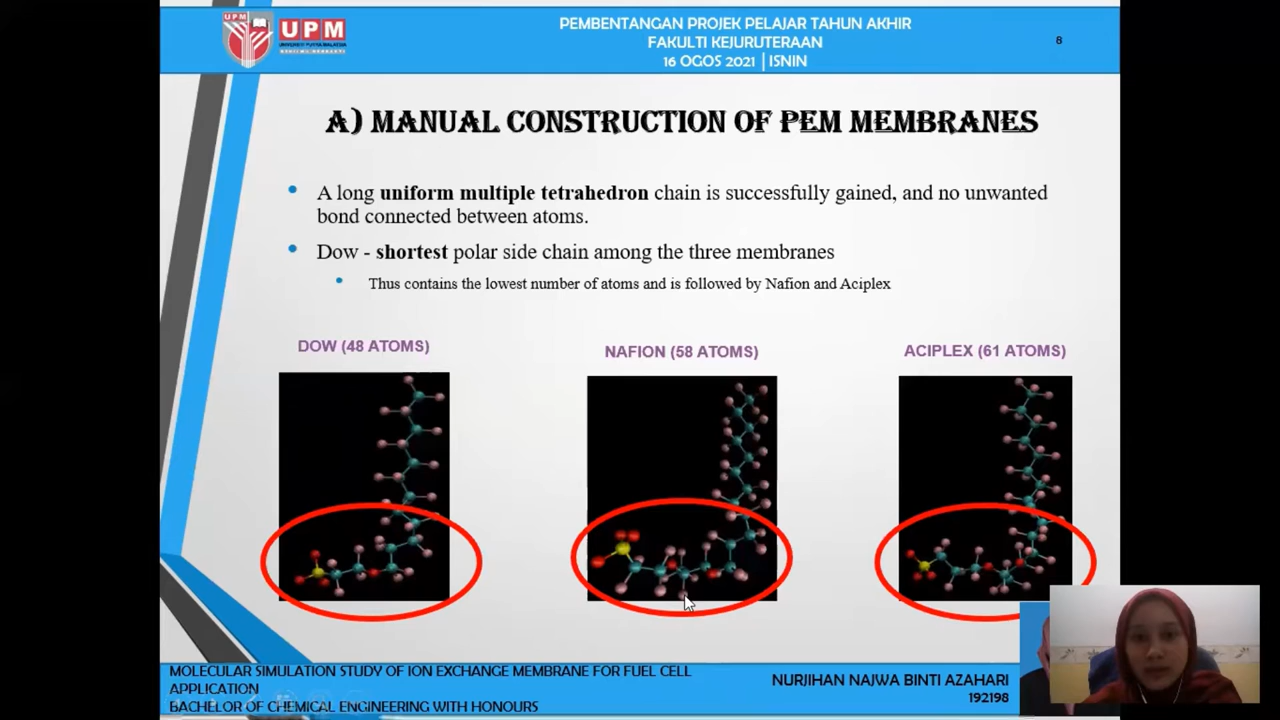 UPM
UPM
UNIVERSITI PUTRA MALAYSIA
PEMBENTANGAN PROJEK PELAJAR TAHUN AKHIR
FAKULTI KEJURUTERAAN
16 OGOS 2021 | ISNIN
8
A) MANUAL CONSTRUCTION OF PEM MEMBRANES
• A long uniform multiple tetrahedron chain is successfully gained, and no unwanted
bond connected between atoms.
• Dow - shortest polar side chain among the three membranes
• Thus contains the lowest number of atoms and is followed by Nafion and Aciplex
DOW (48 ATOMS)
NAFION (58 ATOMS)
ACIPLEX (61 ATOMS)
MOLECULAR SIMULATION STUDY OF ION EXCHANGE MEMBRANE FOR FUEL CELL
APPLICATION
BACHELOR OF CHEMICAL ENGINEERING WITH HONOURS
NURJIHAN NAJWA BINTI AZAHARI
192198